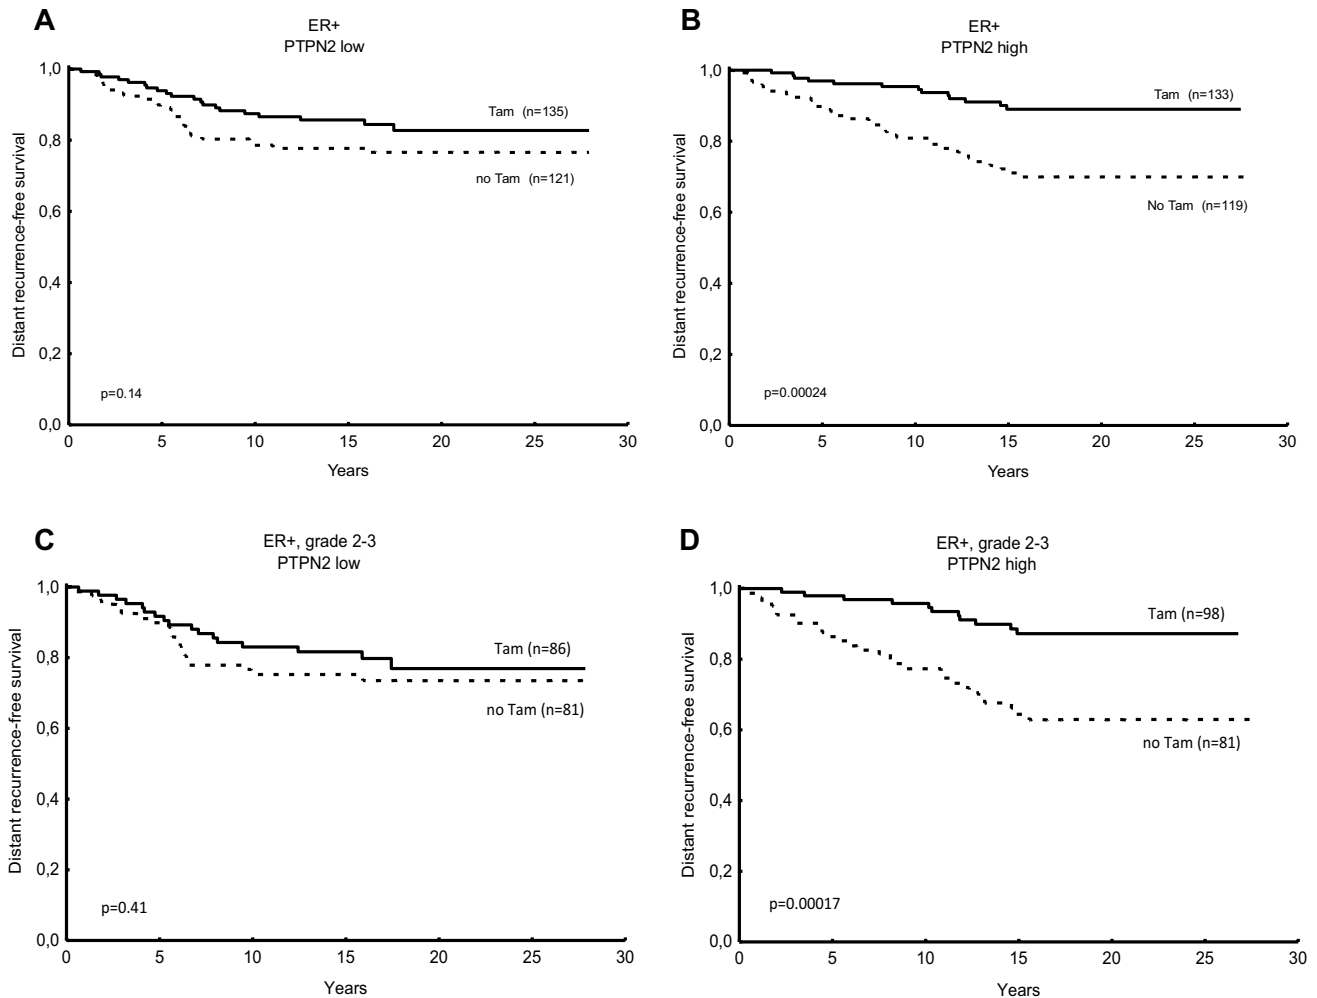 A
ER+
PTPN2 low
1,0
0,8
0,6
0,4
0,2
0,0
Distant recurrence-free survival
Tam (n=135)
no Tam (n=121)
p=0.14
0 5 10 15 20 25 30
Years
B
ER+
PTPN2 high
1,0
0,8
0,6
0,4
0,2
0,0
Distant recurrence-free survival
Tam (n=133)
No Tam (n=119)
p=0.00024
0 5 10 15 20 25 30
Years
C
ER+, grade 2-3
PTPN2 low
1,0
0,8
0,6
0,4
0,2
0,0
Distant recurrence-free survival
Tam (n=86)
no Tam (n=81)
p=0.41
0 5 10 15 20 25 30
Years
D
ER+, grade 2-3
PTPN2 high
1,0
0,8
0,6
0,4
0,2
0,0
Distant recurrence-free survival
Tam (n=98)
no Tam (n=81)
p=0.00017
0 5 10 15 20 25 30
Years